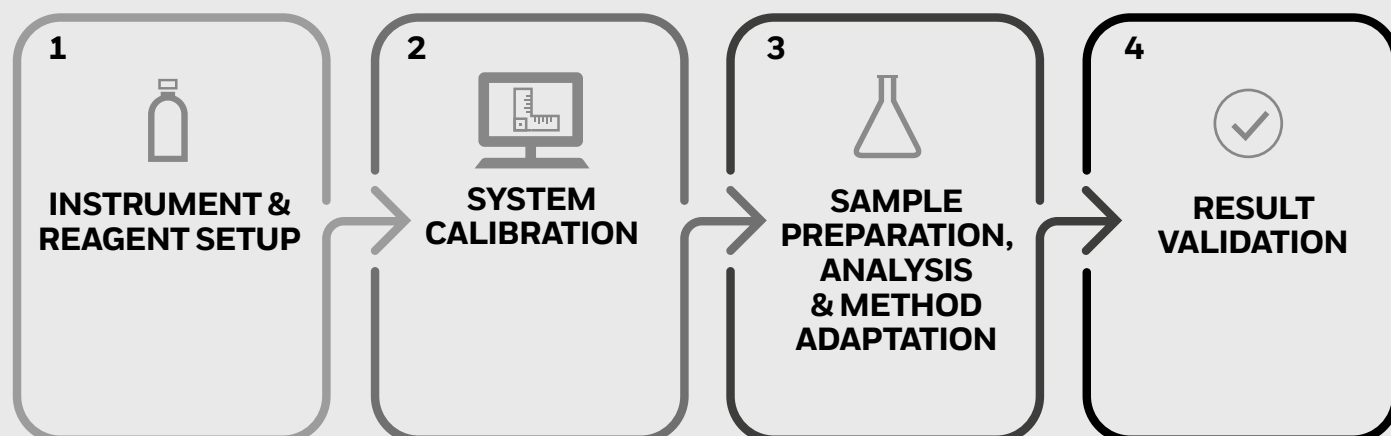 1
INSTRUMENT &
REAGENT SETUP
2
SYSTEM
CALIBRATION
3
SAMPLE
PREPARATION,
ANALYSIS
& METHOD
ADAPTATION
4
RESULT
VALIDATION